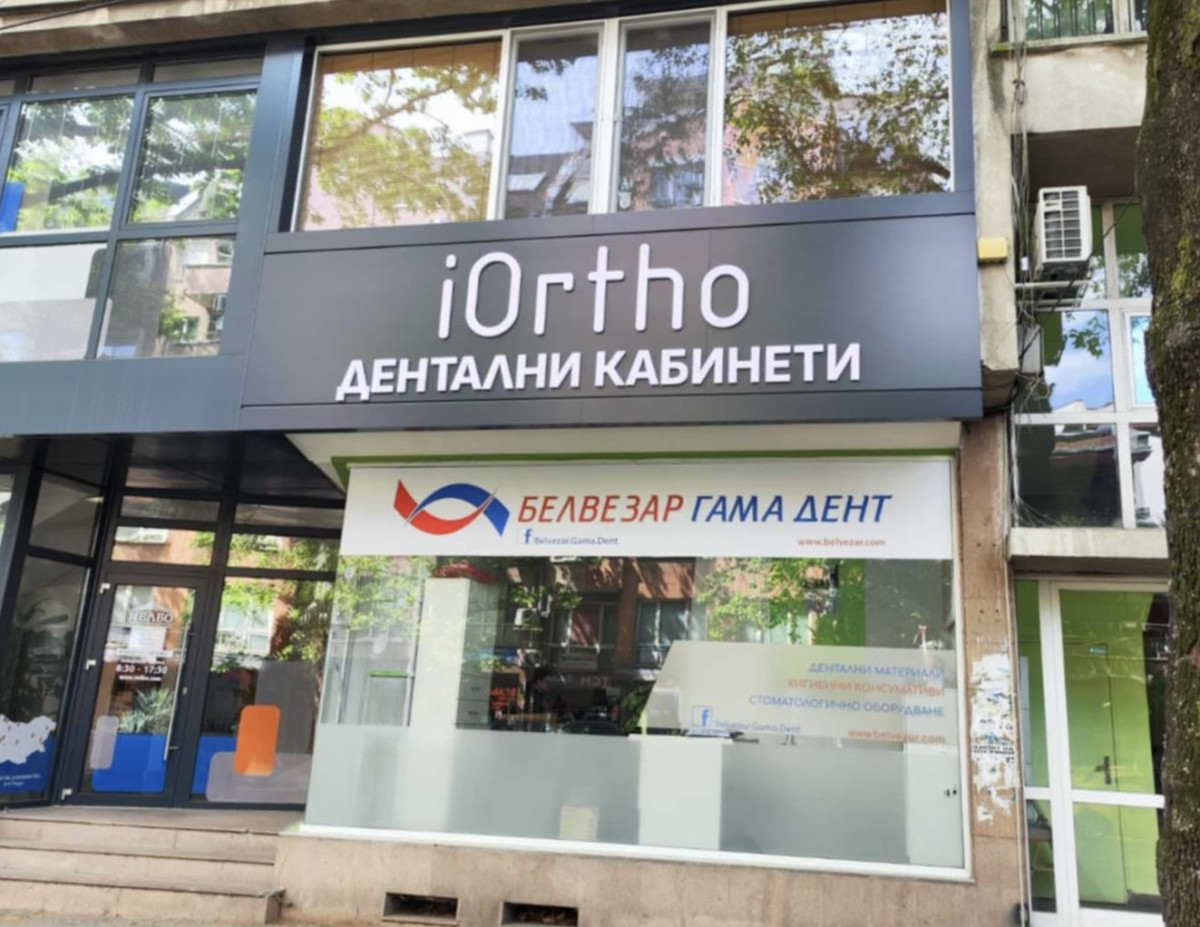 iOrtho
ДЕНТАЛНИ КАБИНЕТИ
БЕЛВЕЗАР ГАМА ДЕНТ
f Belvezar.Gama.Dent
www.belvezar.com
8:30 - 17:30
ДЕНТАЛНИ МАТЕРИАЛИ
ХИГИЕННИ КОНСУМАТИВИ
СТОМАТОЛОГИЧНО ОБОРУДВАНЕ
f Belvezar.Gama.Dent
www.belvezar.com